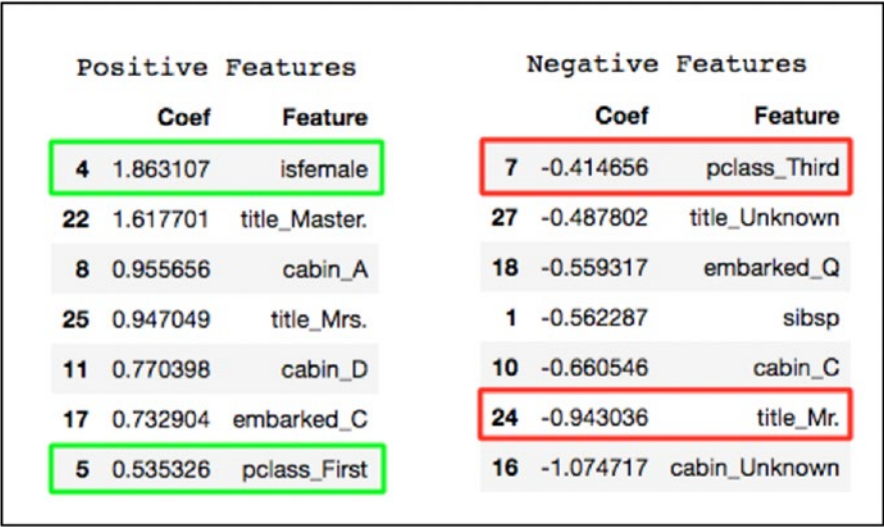 Positive Features
Coef Feature
4 1.863107 isfemale
22 1.617701 title_Master.
8 0.955656 cabin_A
25 0.947049 title_Mrs.
11 0.770398 cabin_D
17 0.732904 embarked_C
5 0.535326 pclass_First
Negative Features
Coef Feature
7 -0.414656 pclass_Third
27 -0.487802 title_Unknown
18 -0.559317 embarked_Q
1 -0.562287 sibsp
10 -0.660546 cabin_C
24 -0.943036 title_Mr.
16 -1.074717 cabin_Unknown